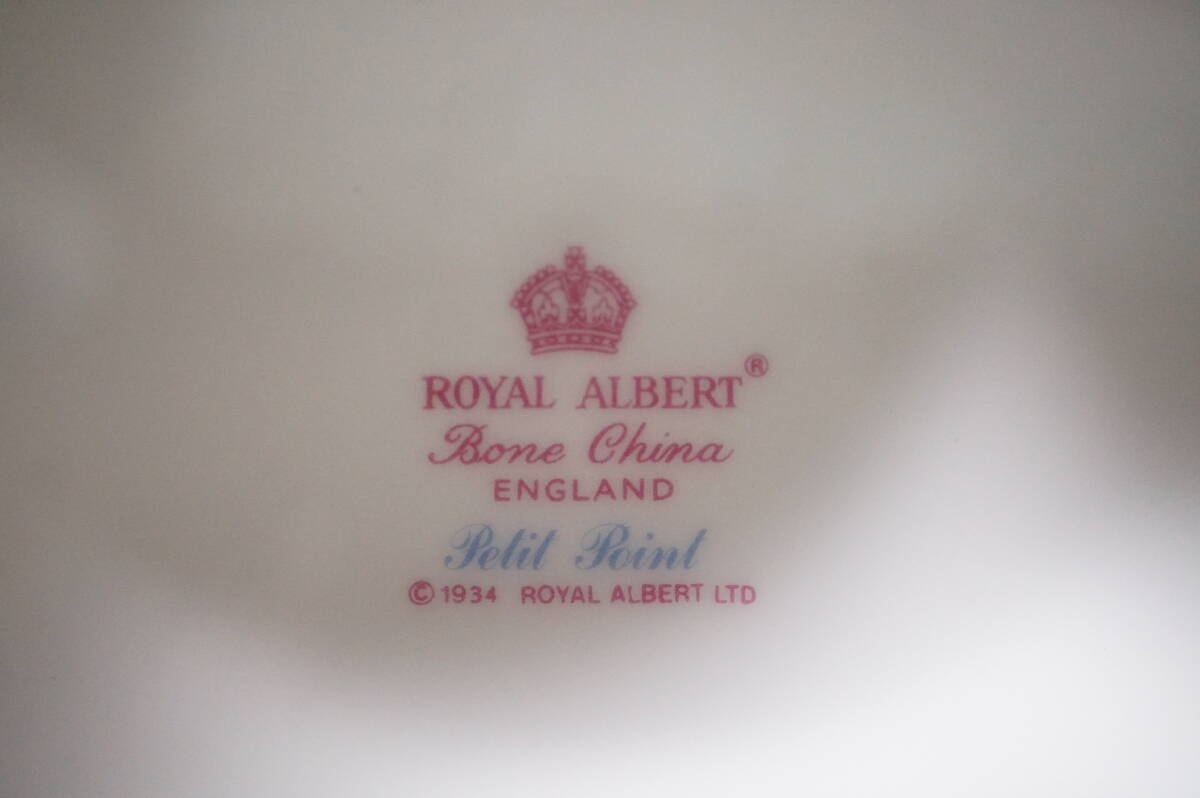 ROYAL ALBERT®
Bone China
ENGLAND
Petit Point
© 1934 ROYAL ALBERT LTD